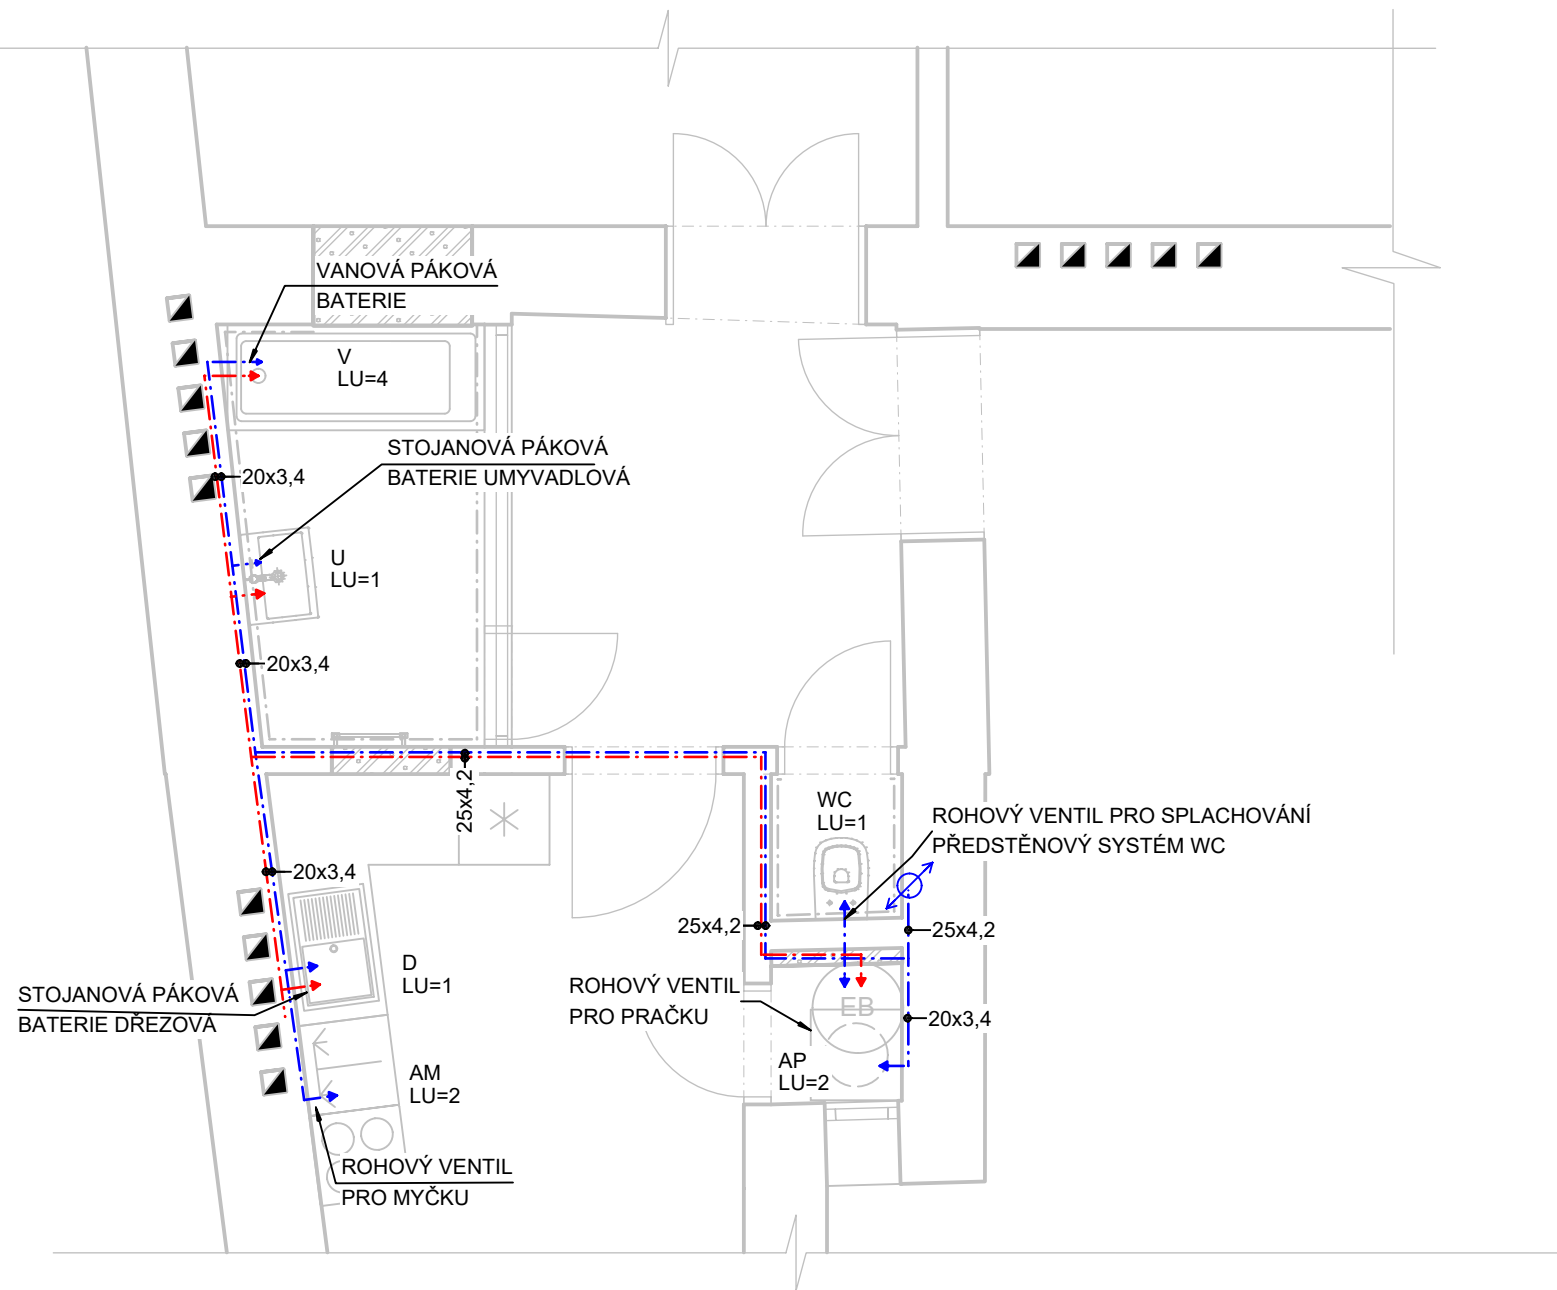 VANOVÁ PÁKOVÁ
BATERIE
V
LU=4
STOJANOVÁ PÁKOVÁ
BATERIE UMYVADLOVÁ
20x3,4
U
LU=1
20x3,4
25x4,2
WC
LU=1
ROHOVÝ VENTIL PRO SPLACHOVÁNÍ
PŘEDSTĚNOVÝ SYSTÉM WC
20x3,4
25x4,2
25x4,2
D
LU=1
STOJANOVÁ PÁKOVÁ
BATERIE DŘEZOVÁ
ROHOVÝ VENTIL
PRO PRAČKU
EB
20x3,4
AP
LU=2
AM
LU=2
ROHOVÝ VENTIL
PRO MYČKU